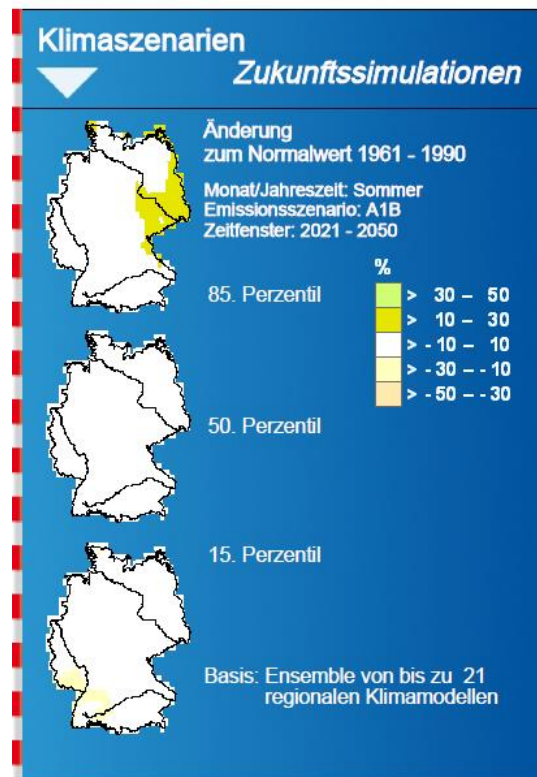 Klimaszenarien
Zukunftssimulationen
Änderung
zum Normalwert 1961 - 1990
Monat/Jahreszeit: Sommer
Emissionsszenario: A1B
Zeitfenster: 2021 - 2050
%
> 30 – 50
> 10 – 30
> - 10 – 10
> - 30 – - 10
> - 50 – - 30
85. Perzentil
50. Perzentil
15. Perzentil
Basis: Ensemble von bis zu 21
regionalen Klimamodellen